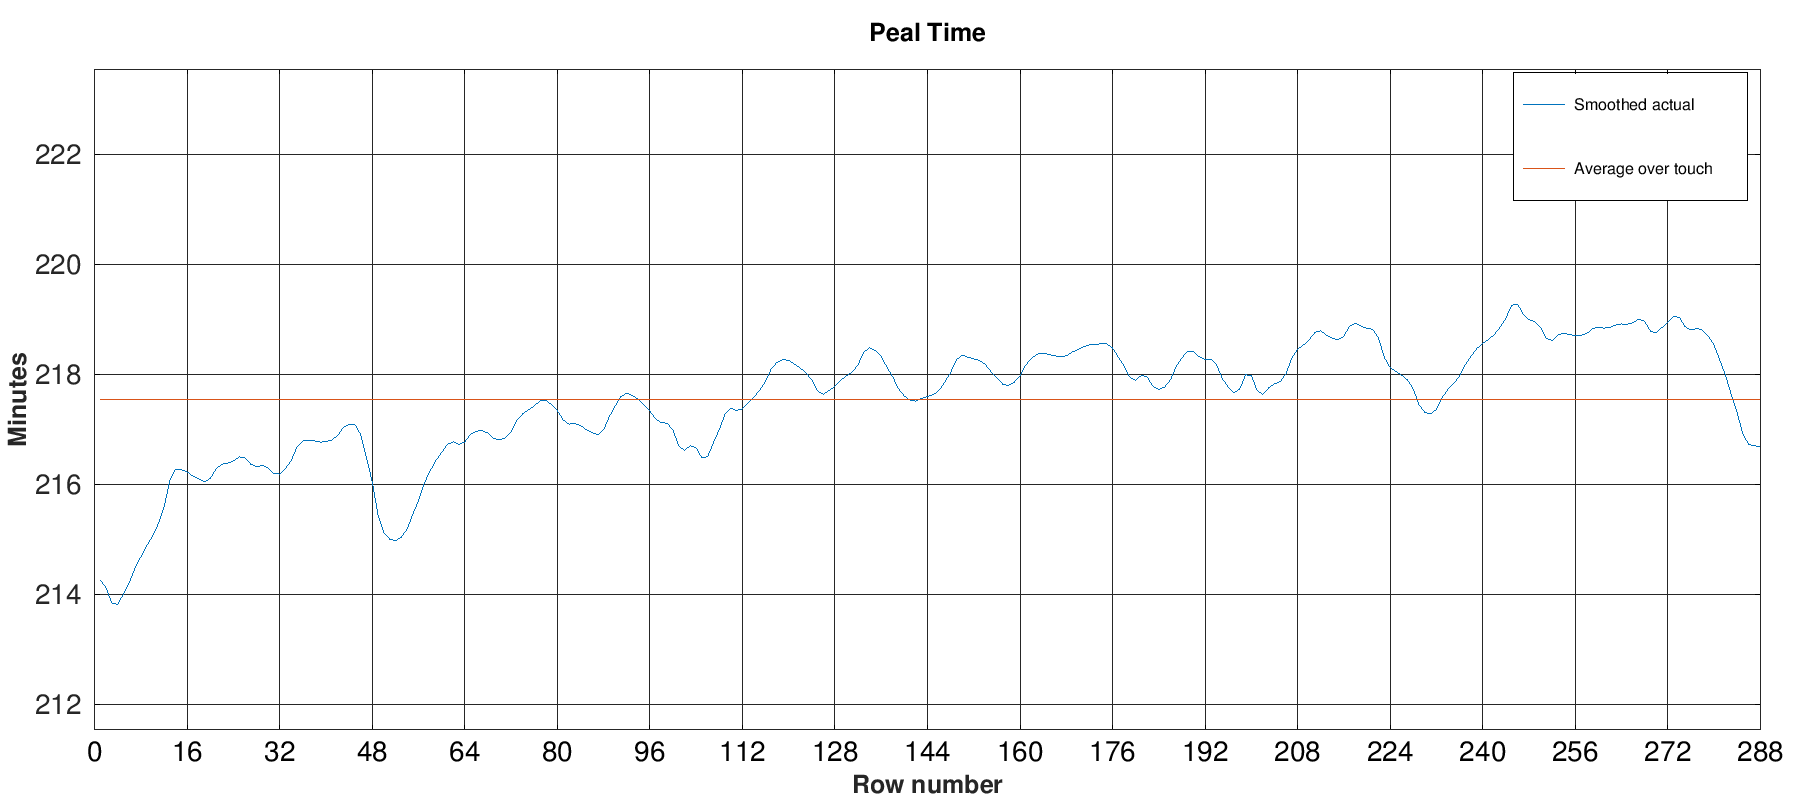 Peal Time
Smoothed actual
Average over touch
222
220
218
216
214
212
Minutes
0 16 32 48 64 80 96 112 128 144 160 176 192 208 224 240 256 272 288
Row number